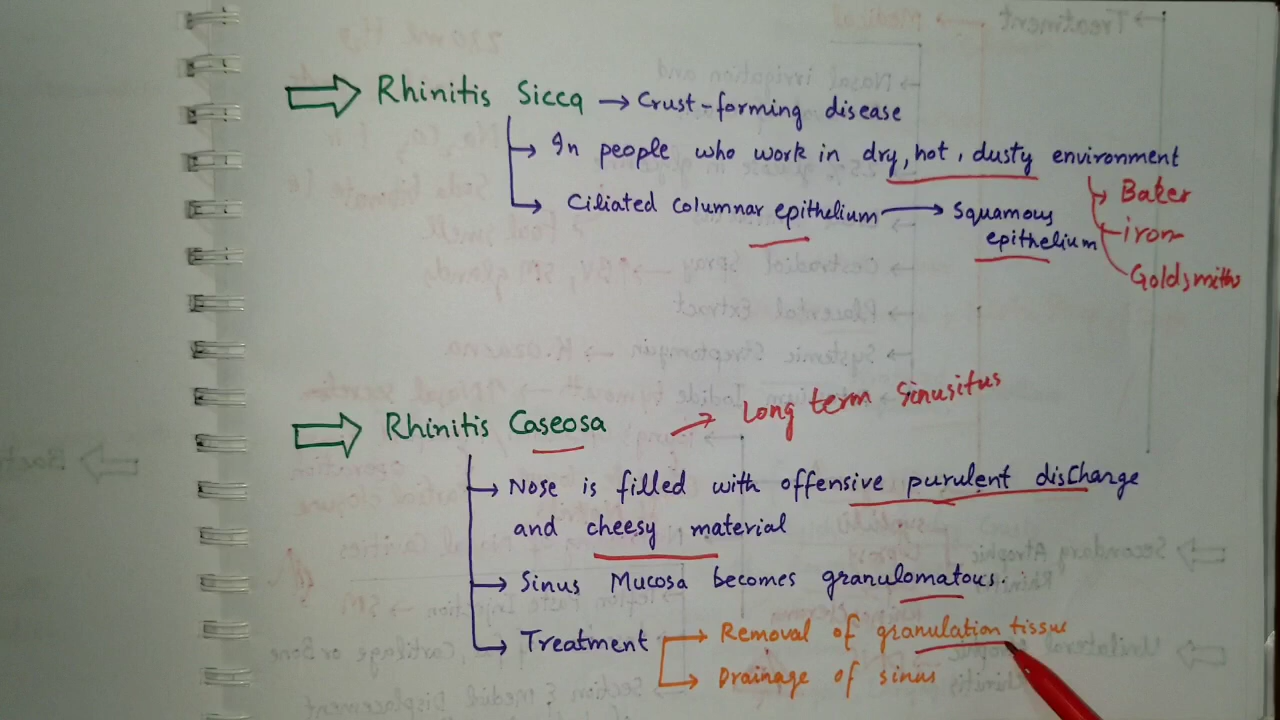 Rhinitis Sicca → Crust-forming disease
→ In people who work in dry, hot, dusty environment
→ Baker
iron
Goldsmiths
→ Ciliated columnar epithelium → squamous
epithelium
Rhinitis Caseosa → Long term Sinusitus
→ Nose is filled with offensive purulent discharge
and cheesy material
→ Sinus Mucosa becomes granulomatous.
→ Treatment → Removal of granulation tissue
→ Drainage of sinus